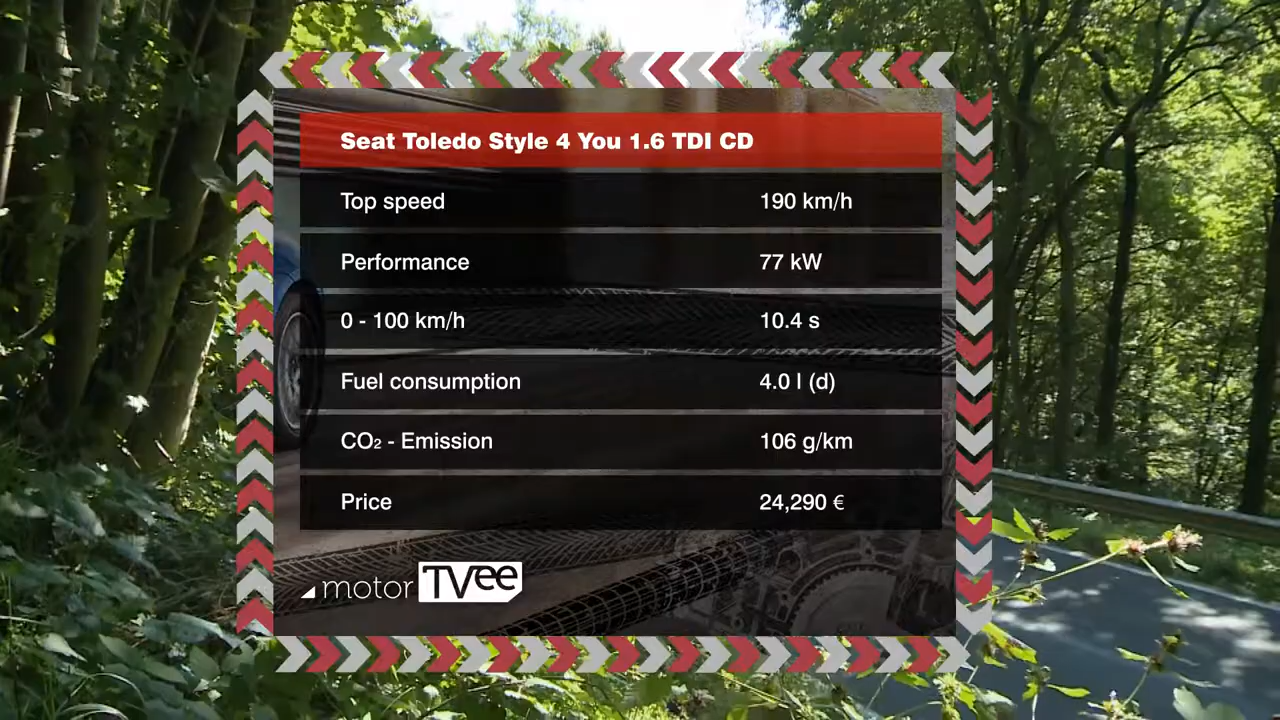 Seat Toledo Style 4 You 1.6 TDI CD
Top speed 190 km/h
Performance 77 kW
0 - 100 km/h 10.4 s
Fuel consumption 4.0 l (d)
CO₂ - Emission 106 g/km
Price 24,290 €
motor TVee